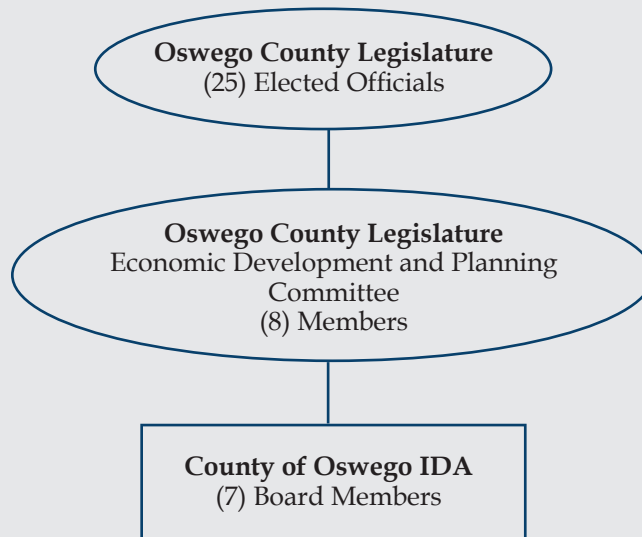 Oswego County Legislature
(25) Elected Officials
Oswego County Legislature
Economic Development and Planning
Committee
(8) Members
County of Oswego IDA
(7) Board Members